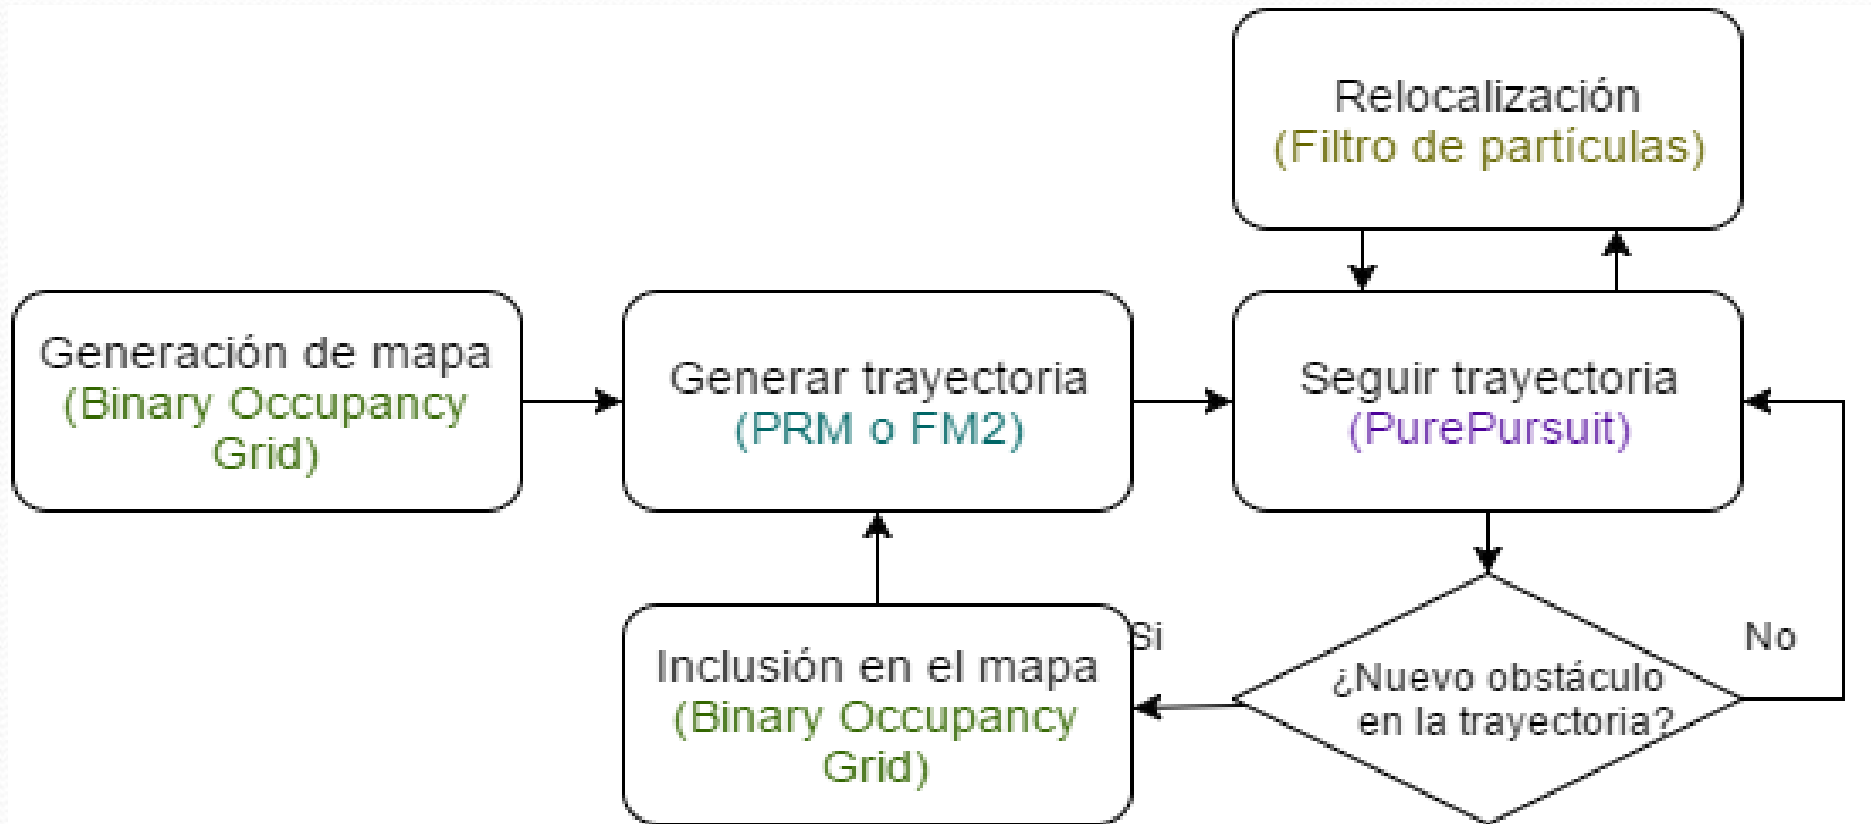 Relocalización
(Filtro de partículas)
Generación de mapa
(Binary Occupancy
Grid)
Generar trayectoria
(PRM o FM2)
Seguir trayectoria
(PurePursuit)
Inclusión en el mapa
(Binary Occupancy
Grid)
Si
¿Nuevo obstáculo
en la trayectoria?
No